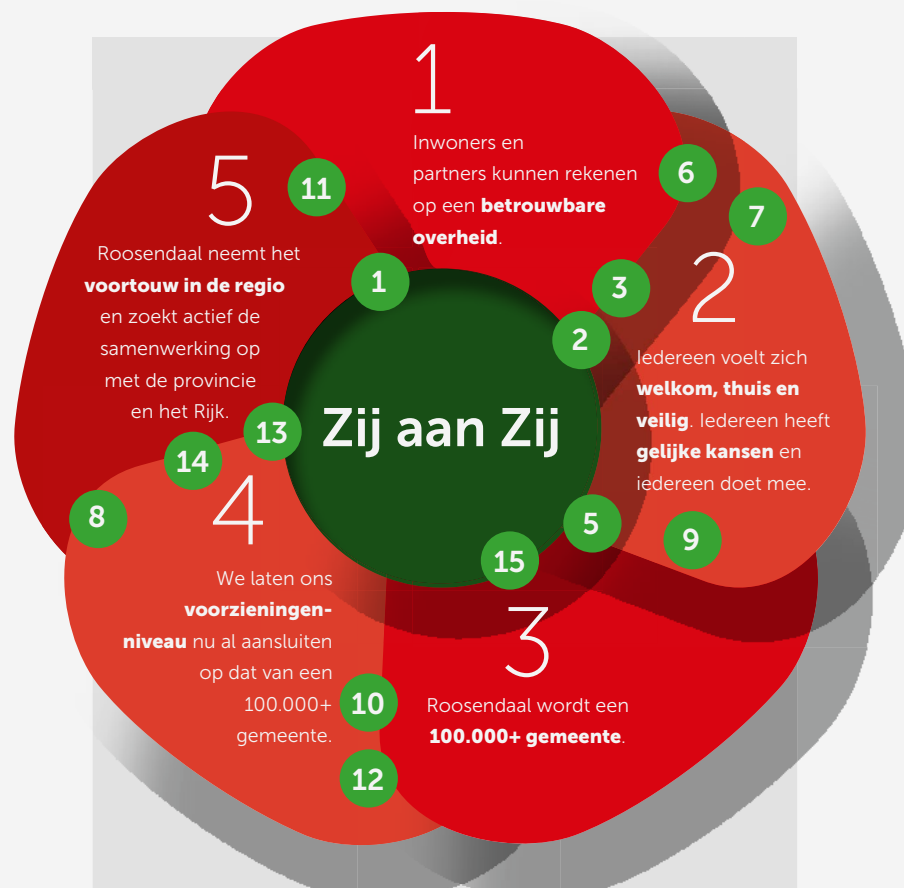 1
Inwoners en
partners kunnen rekenen
op een betrouwbare
overheid.
6
7
2
Iedereen voelt zich
welkom, thuis en
veilig. Iedereen heeft
gelijke kansen en
iedereen doet mee.
3
2
5
9
15
3
Roosendaal wordt een
100.000+ gemeente.
10
12
4
We laten ons
voorzieningen-
niveau nu al aansluiten
op dat van een
100.000+
gemeente.
8
14
13
5
Roosendaal neemt het
voortouw in de regio
en zoekt actief de
samenwerking op
met de provincie
en het Rijk.
11
1
Zij aan Zij